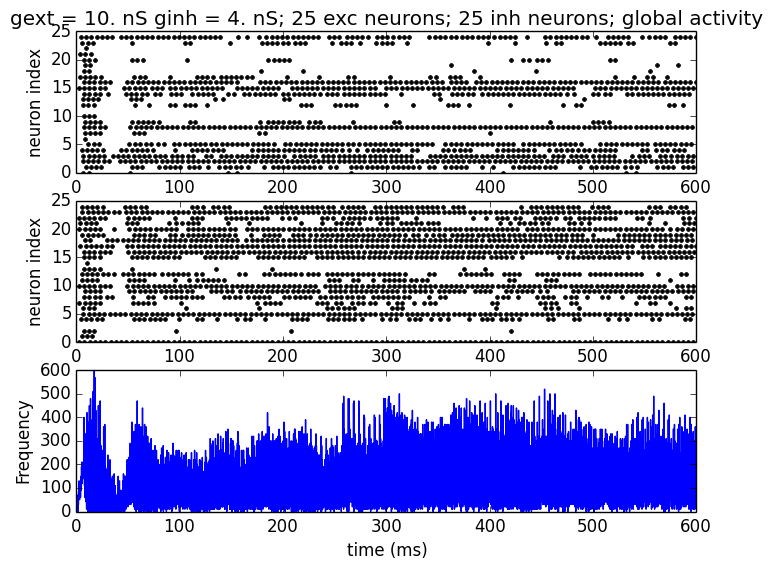 gext = 10. nS ginh = 4. nS; 25 exc neurons; 25 inh neurons; global activity
25
20
15
10
5
0
neuron index
0 100 200 300 400 500 600
25
20
15
10
5
0
neuron index
0 100 200 300 400 500 600
600
500
400
300
200
100
0
Frequency
0 100 200 300 400 500 600
time (ms)